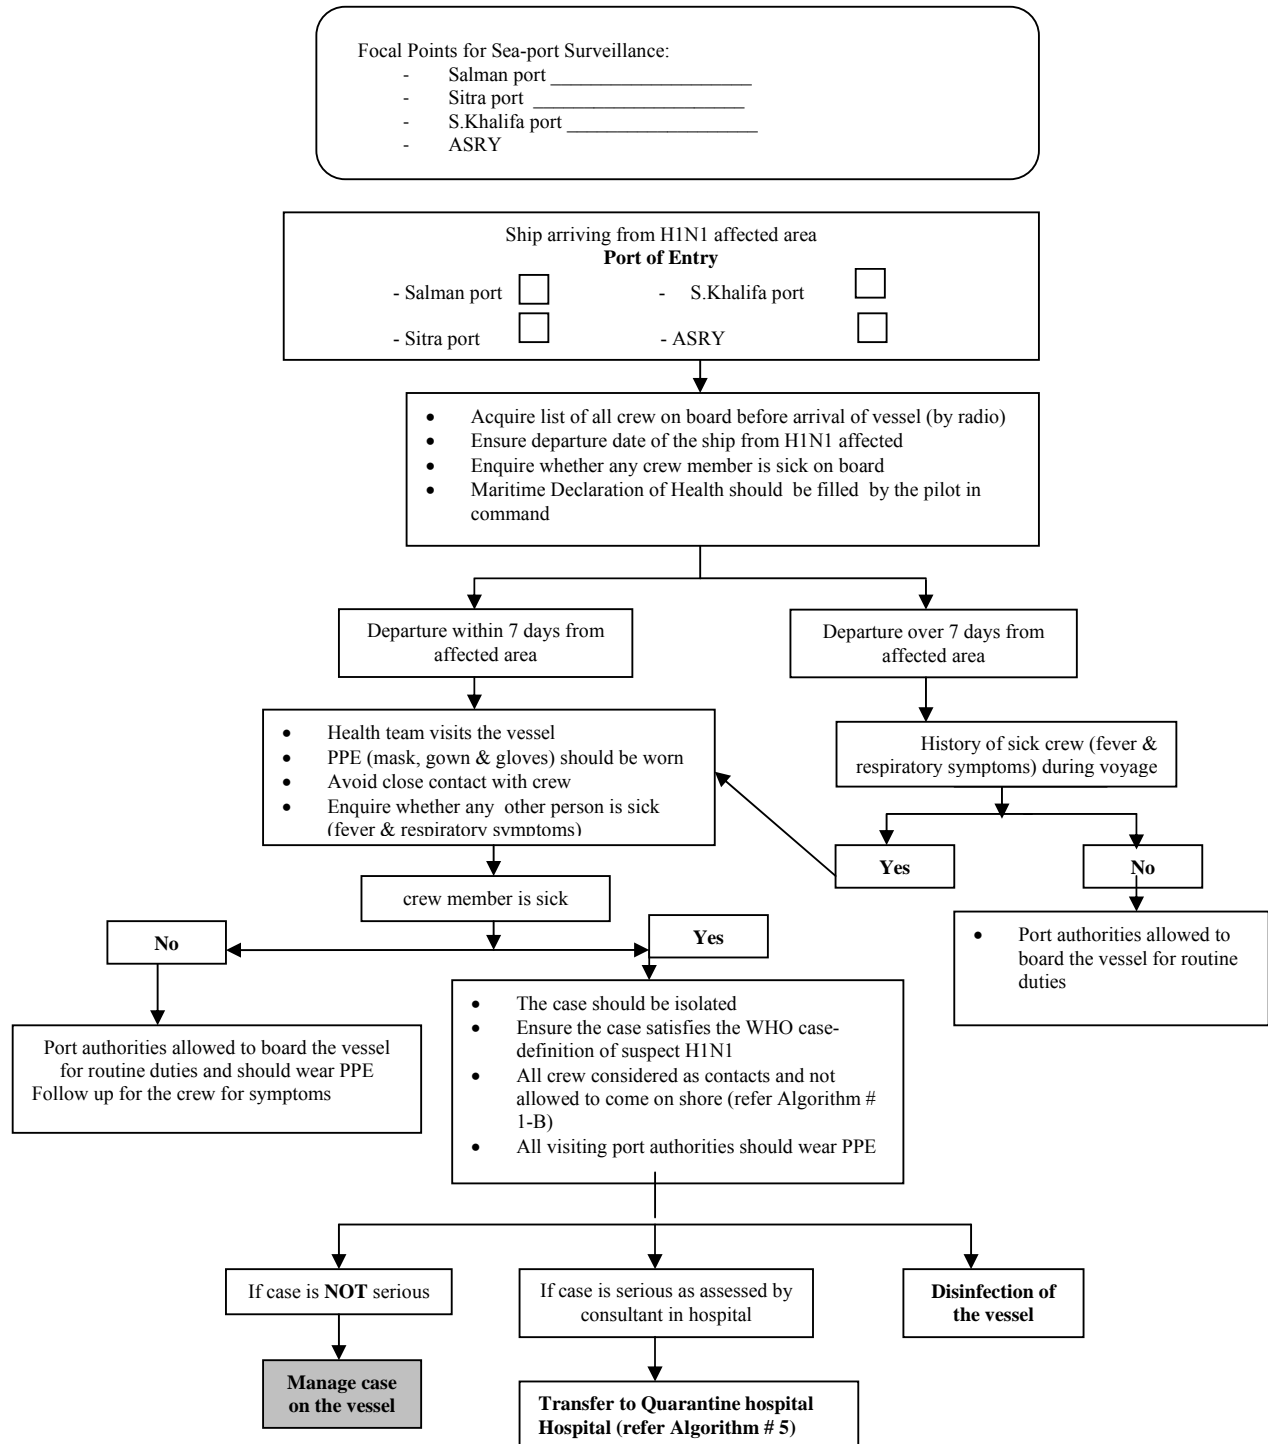 Focal Points for Sea-port Surveillance:
- Salman port ____________________
- Sitra port _____________________
- S.Khalifa port ___________________
- ASRY
Ship arriving from H1N1 affected area
Port of Entry
- Salman port - S.Khalifa port
- Sitra port - ASRY
• Acquire list of all crew on board before arrival of vessel (by radio)
• Ensure departure date of the ship from H1N1 affected
• Enquire whether any crew member is sick on board
• Maritime Declaration of Health should be filled by the pilot in
command
Departure within 7 days from
affected area
Departure over 7 days from
affected area
• Health team visits the vessel
• PPE (mask, gown & gloves) should be worn
• Avoid close contact with crew
• Enquire whether any other person is sick
(fever & respiratory symptoms)
History of sick crew (fever &
respiratory symptoms) during voyage
Yes
No
crew member is sick
No
Yes
• Port authorities allowed to
board the vessel for routine
duties
Port authorities allowed to board the vessel
for routine duties and should wear PPE
Follow up for the crew for symptoms
• The case should be isolated
• Ensure the case satisfies the WHO case-
definition of suspect H1N1
• All crew considered as contacts and not
allowed to come on shore (refer Algorithm #
1-B)
• All visiting port authorities should wear PPE
If case is NOT serious
If case is serious as assessed by
consultant in hospital
Disinfection of
the vessel
Manage case
on the vessel
Transfer to Quarantine hospital
Hospital (refer Algorithm # 5)